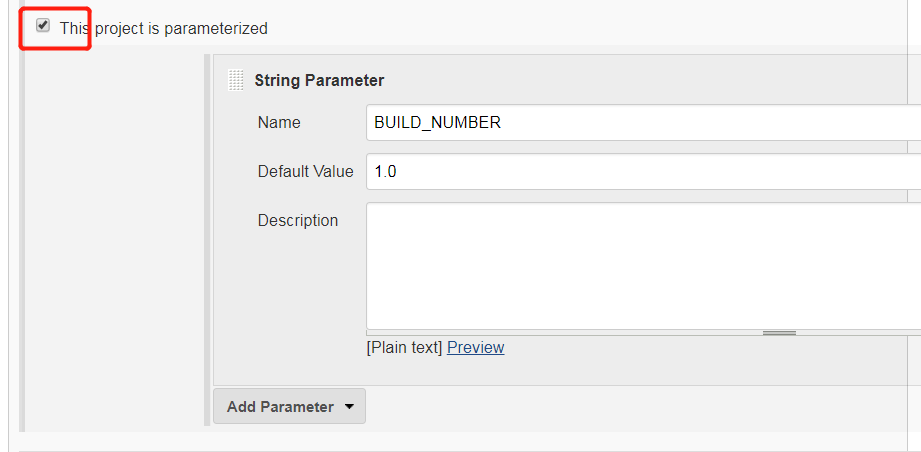 This project is parameterized
String Parameter
Name
BUILD_NUMBER
Default Value
1.0
Description
[Plain text] Preview
Add Parameter